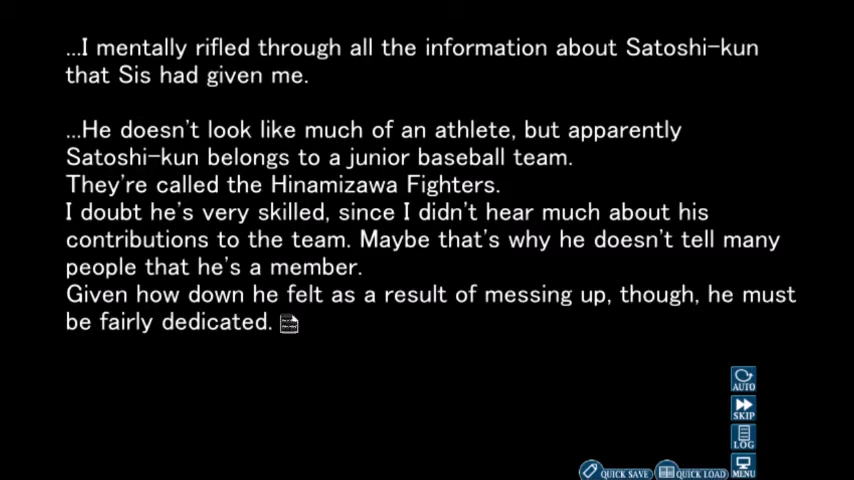 ...I mentally rifled through all the information about Satoshi-kun
that Sis had given me.
...He doesn't look like much of an athlete, but apparently
Satoshi-kun belongs to a junior baseball team.
They're called the Hinamizawa Fighters.
I doubt he's very skilled, since I didn't hear much about his
contributions to the team. Maybe that's why he doesn't tell many
people that he's a member.
Given how down he felt as a result of messing up, though, he must
be fairly dedicated.
AUTO
SKIP
LOG
MENU
QUICK SAVE
QUICK LOAD